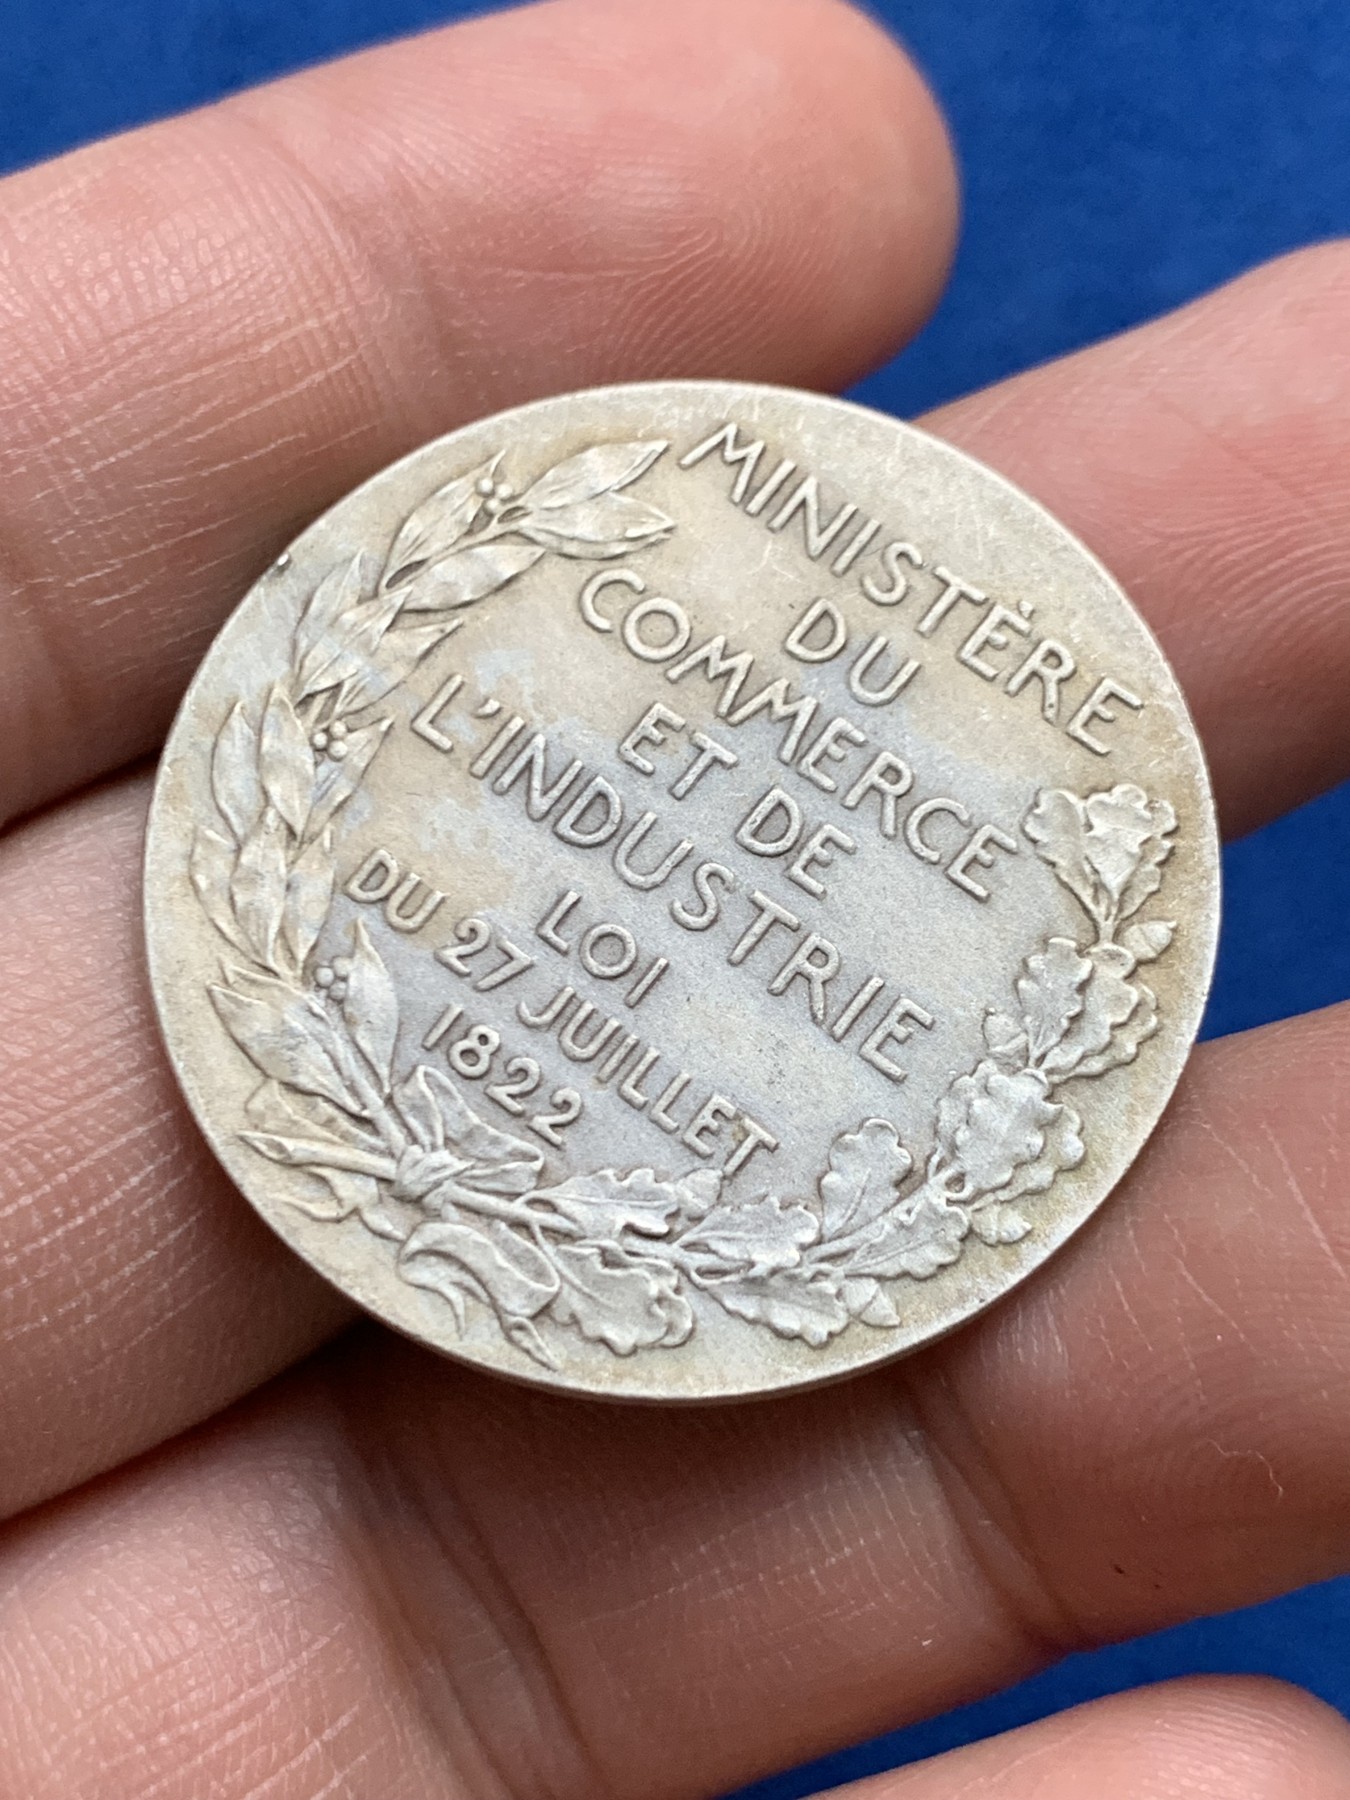 MINISTÈRE
DU
COMMERCE
ET DE
L'INDUSTRIE
LOI
DU 27 JUILLET
1822